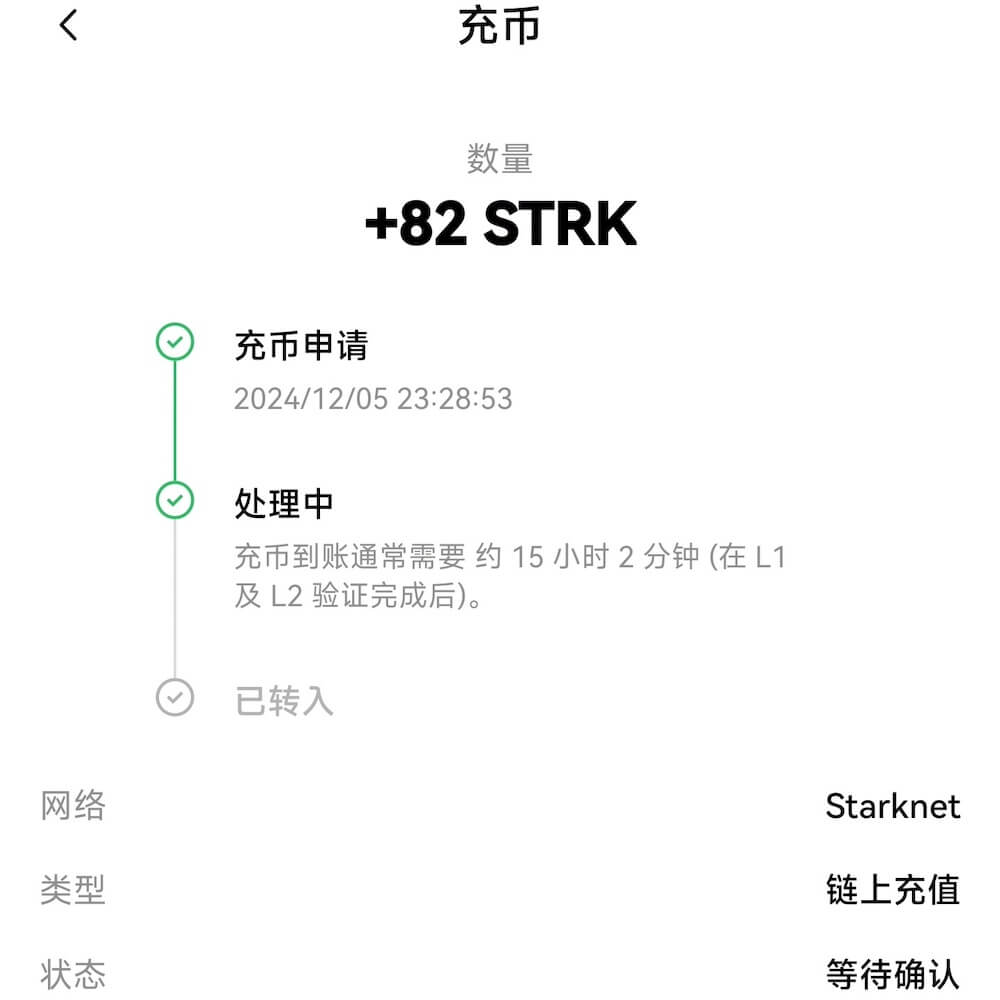 充币
数量
+82 STRK
充币申请
2024/12/05 23:28:53
处理中
充币到账通常需要 约 15 小时 2 分钟 (在 L1
及 L2 验证完成后)。
已转入
网络 Starknet
类型 链上充值
状态 等待确认